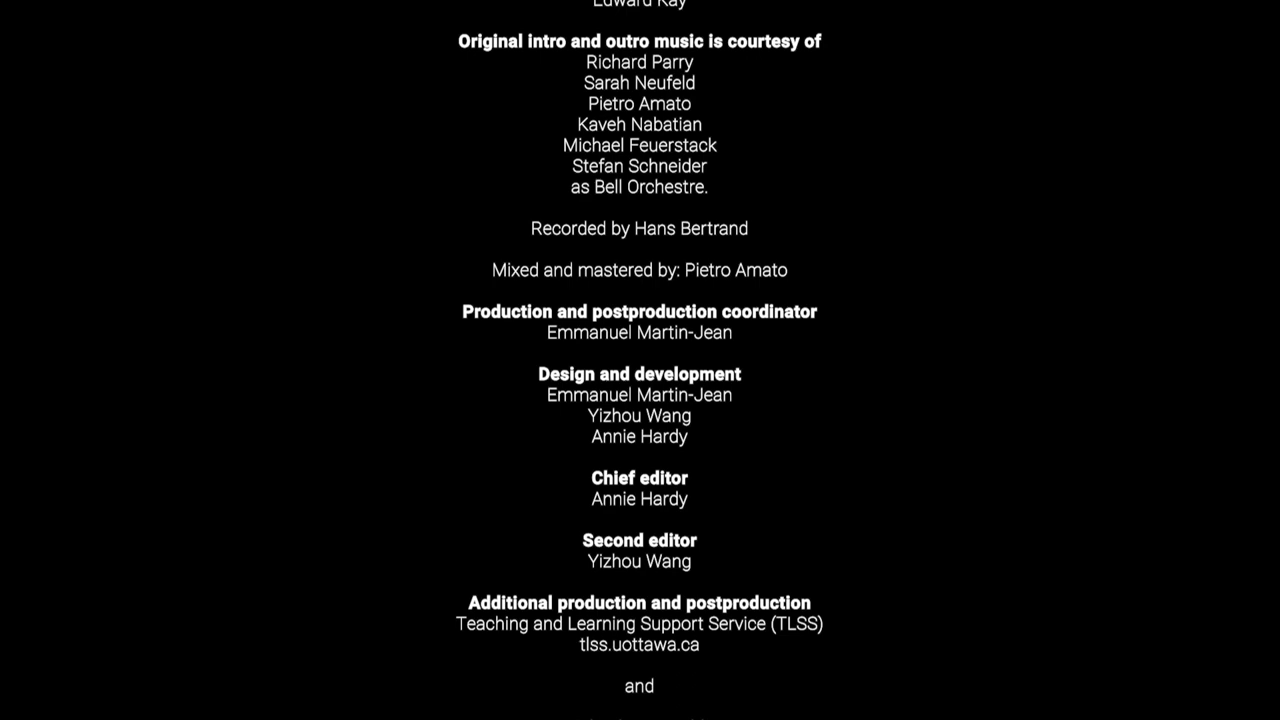 Edward Kay
Original intro and outro music is courtesy of
Richard Parry
Sarah Neufeld
Pietro Amato
Kaveh Nabatian
Michael Feuerstack
Stefan Schneider
as Bell Orchestre.
Recorded by Hans Bertrand
Mixed and mastered by: Pietro Amato
Production and postproduction coordinator
Emmanuel Martin-Jean
Design and development
Emmanuel Martin-Jean
Yizhou Wang
Annie Hardy
Chief editor
Annie Hardy
Second editor
Yizhou Wang
Additional production and postproduction
Teaching and Learning Support Service (TLSS)
tlss.uottawa.ca
and